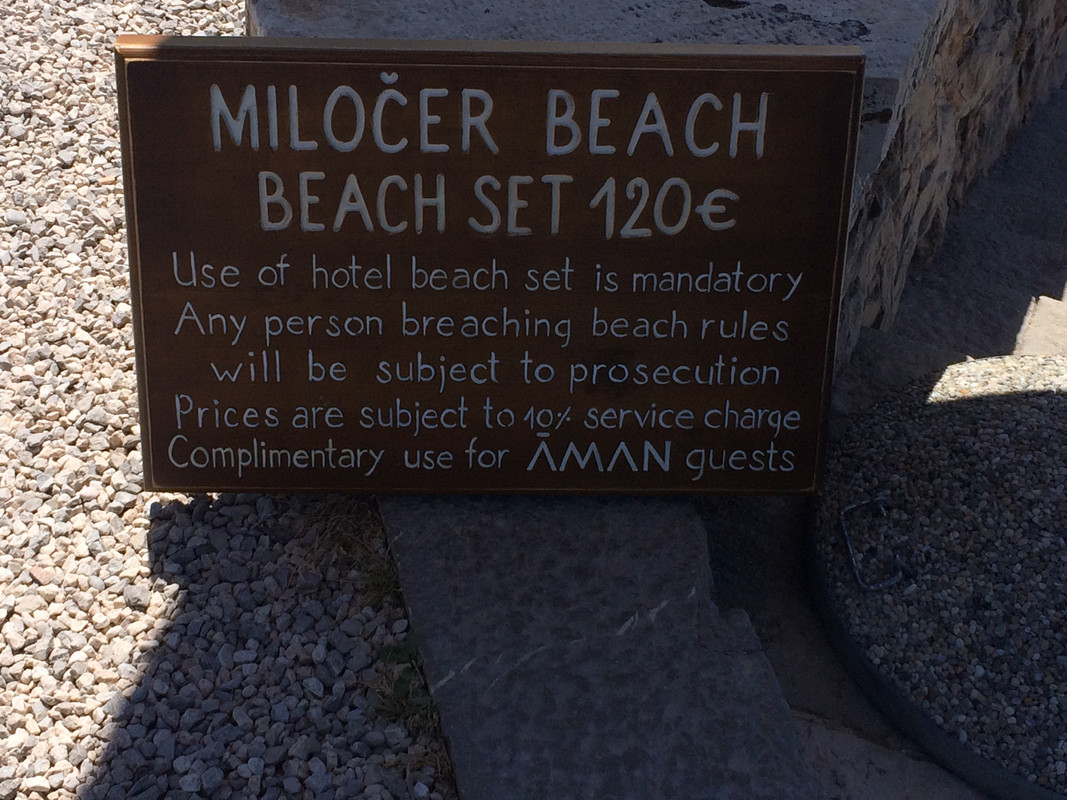 MILOČER BEACH
BEACH SET 120€
Use of hotel beach set is mandatory
Any person breaching beach rules
will be subject to prosecution
Prices are subject to 10% service charge
Complimentary use for ĀMAN guests